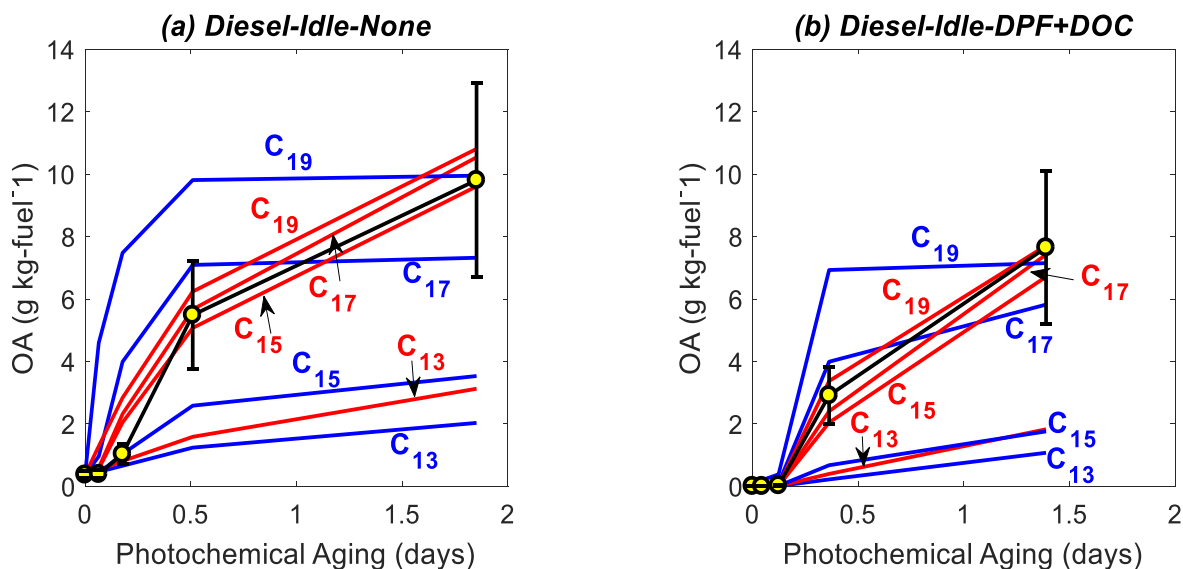 (a) Diesel-Idle-None
OA (g kg-fuel⁻1)
14
12
10
8
6
4
2
0
C19
C19
C17
C17
C15
C15
C13
C13
0
0.5
1
1.5
2
Photochemical Aging (days)
(b) Diesel-Idle-DPF+DOC
OA (g kg-fuel⁻1)
14
12
10
8
6
4
2
0
C19
C19
C17
C17
C15
C13
C15
C13
0
0.5
1
1.5
2
Photochemical Aging (days)